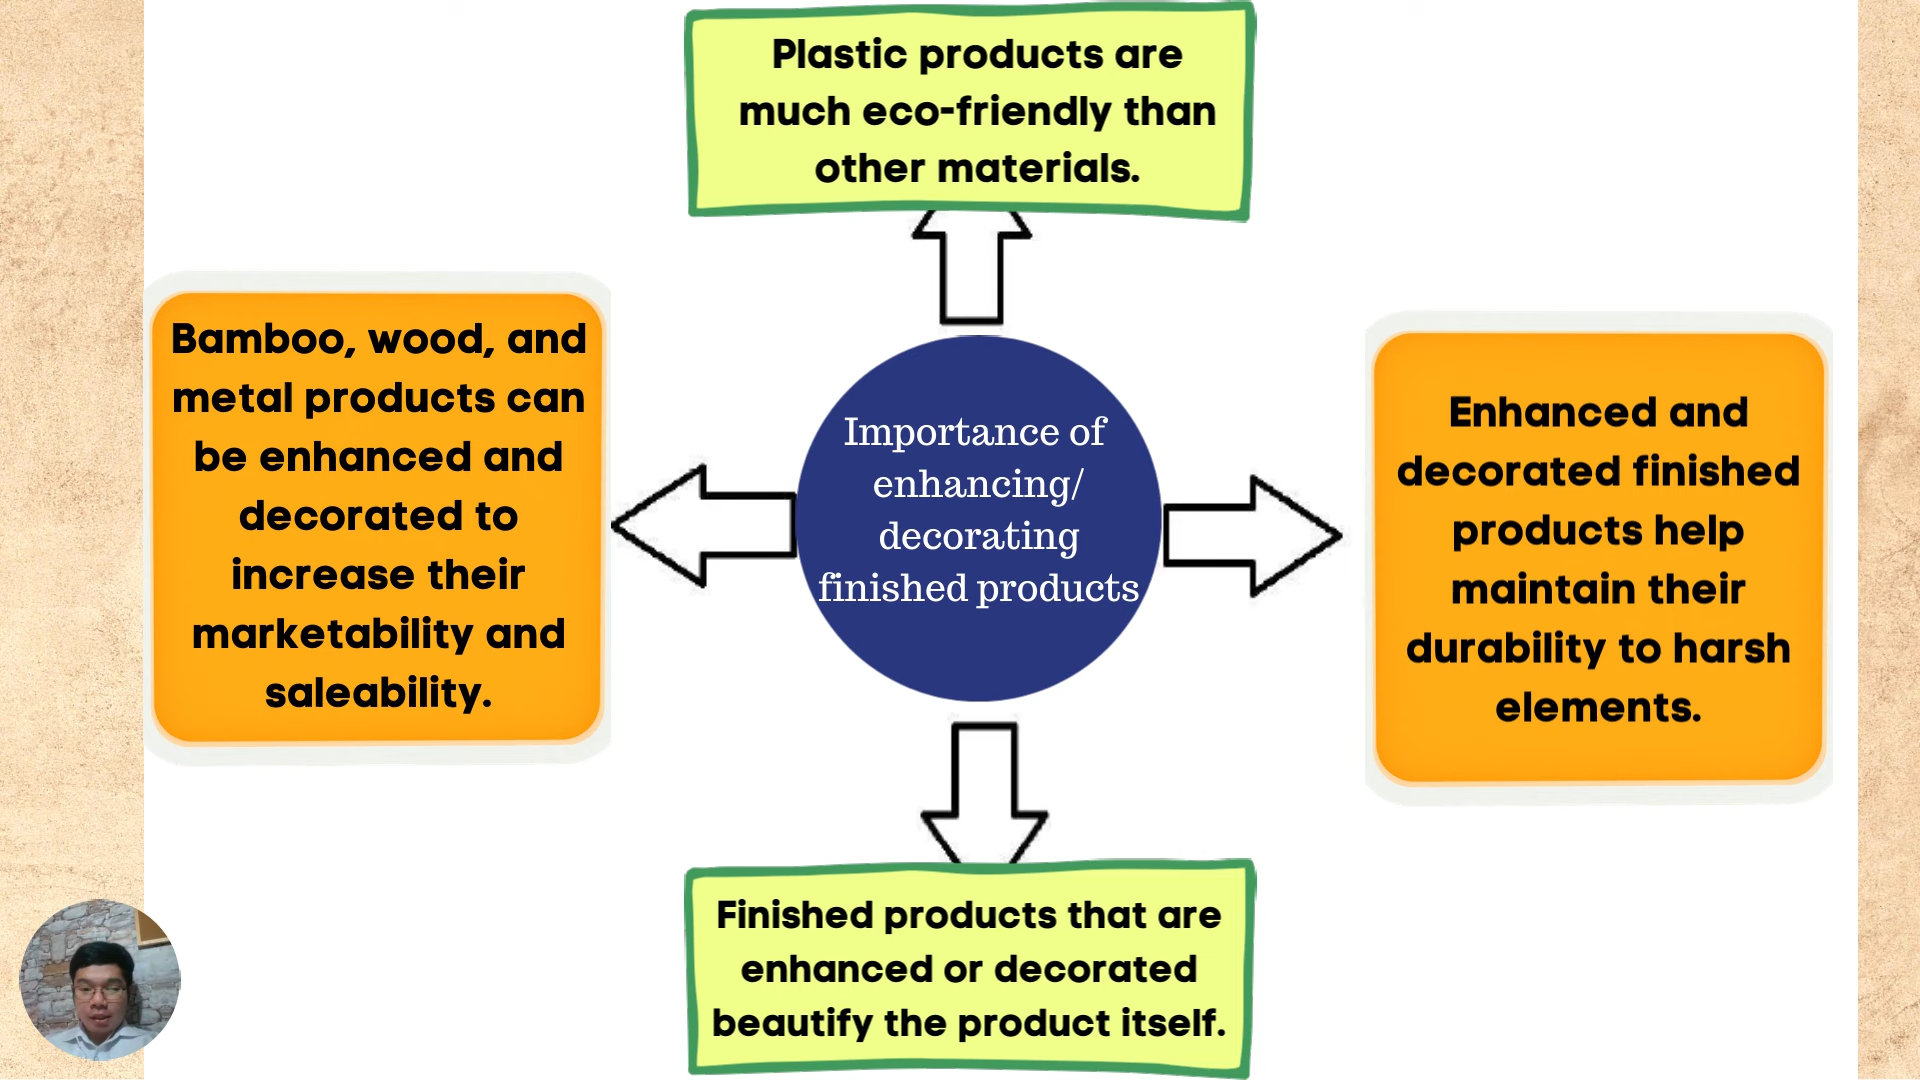 Plastic products are
much eco-friendly than
other materials.
Bamboo, wood, and
metal products can
be enhanced and
decorated to
increase their
marketability and
saleability.
Importance of
enhancing/
decorating
finished products
Enhanced and
decorated finished
products help
maintain their
durability to harsh
elements.
Finished products that are
enhanced or decorated
beautify the product itself.